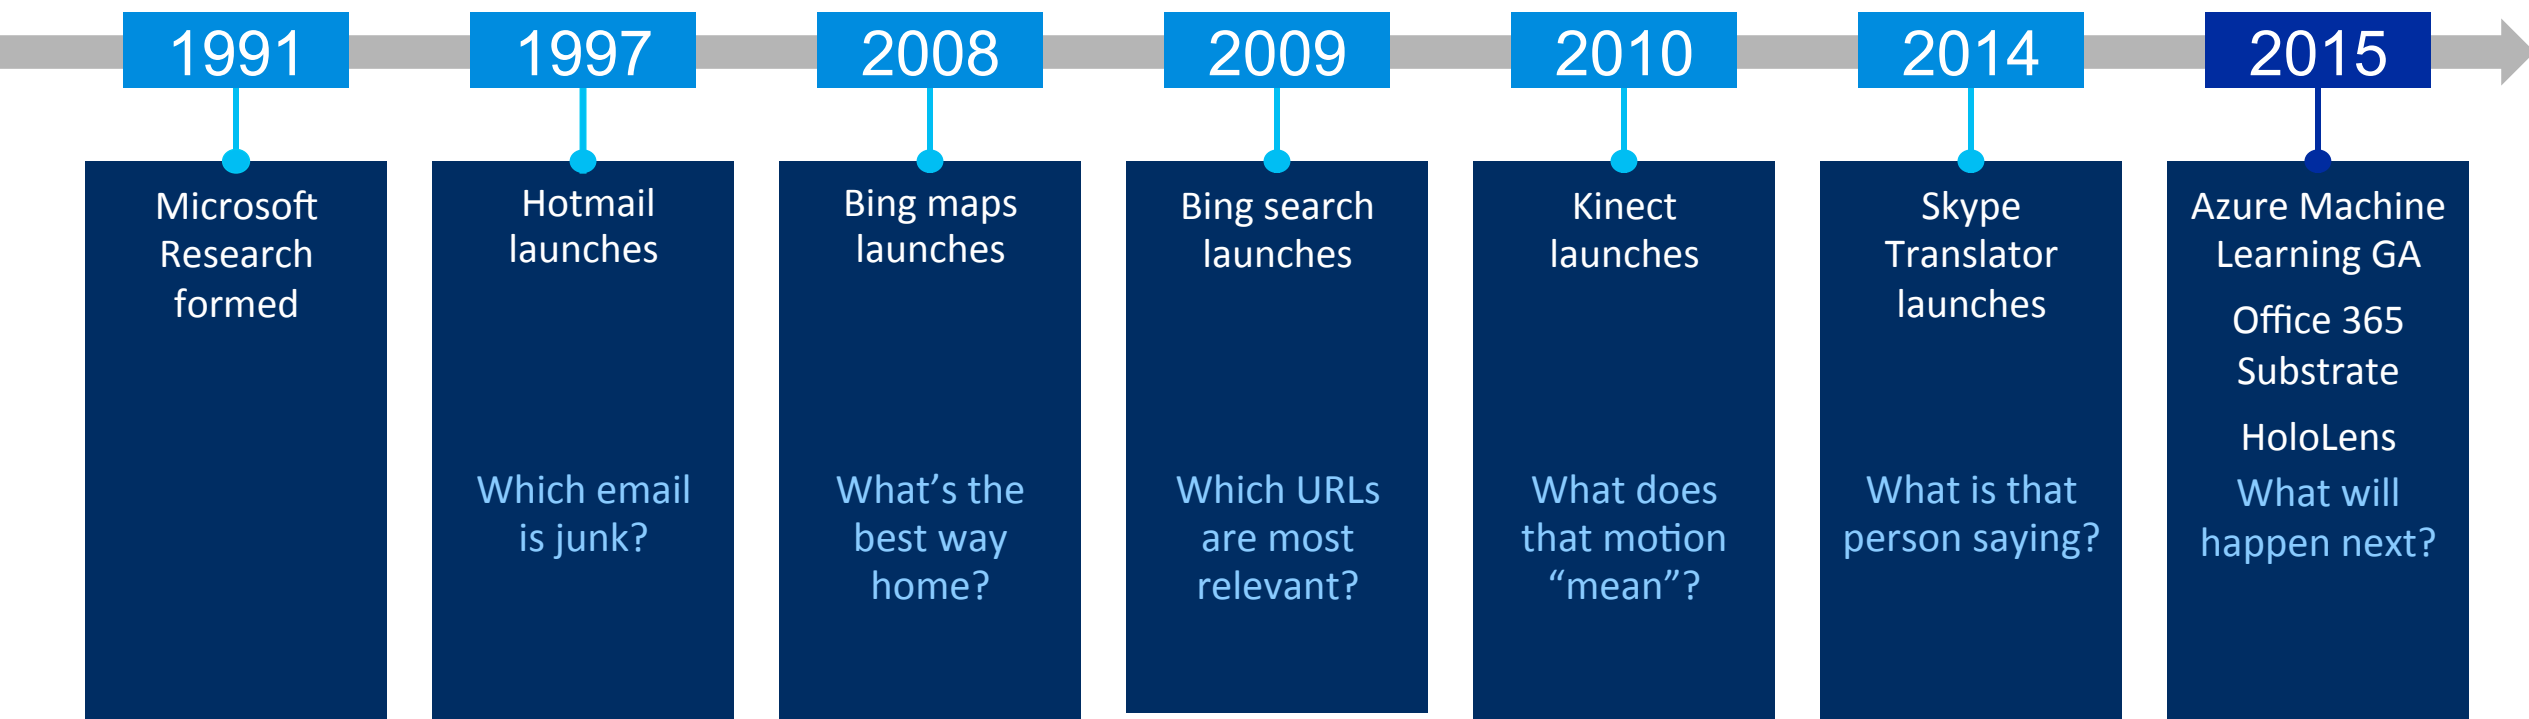 1991
Microsoft
Research
formed
1997
Hotmail
launches
Which email
is junk?
2008
Bing maps
launches
What’s the
best way
home?
2009
Bing search
launches
Which URLs
are most
relevant?
2010
Kinect
launches
What does
that motion
“mean”?
2014
Skype
Translator
launches
What is that
person saying?
2015
Azure Machine
Learning GA
Office 365
Substrate
HoloLens
What will
happen next?